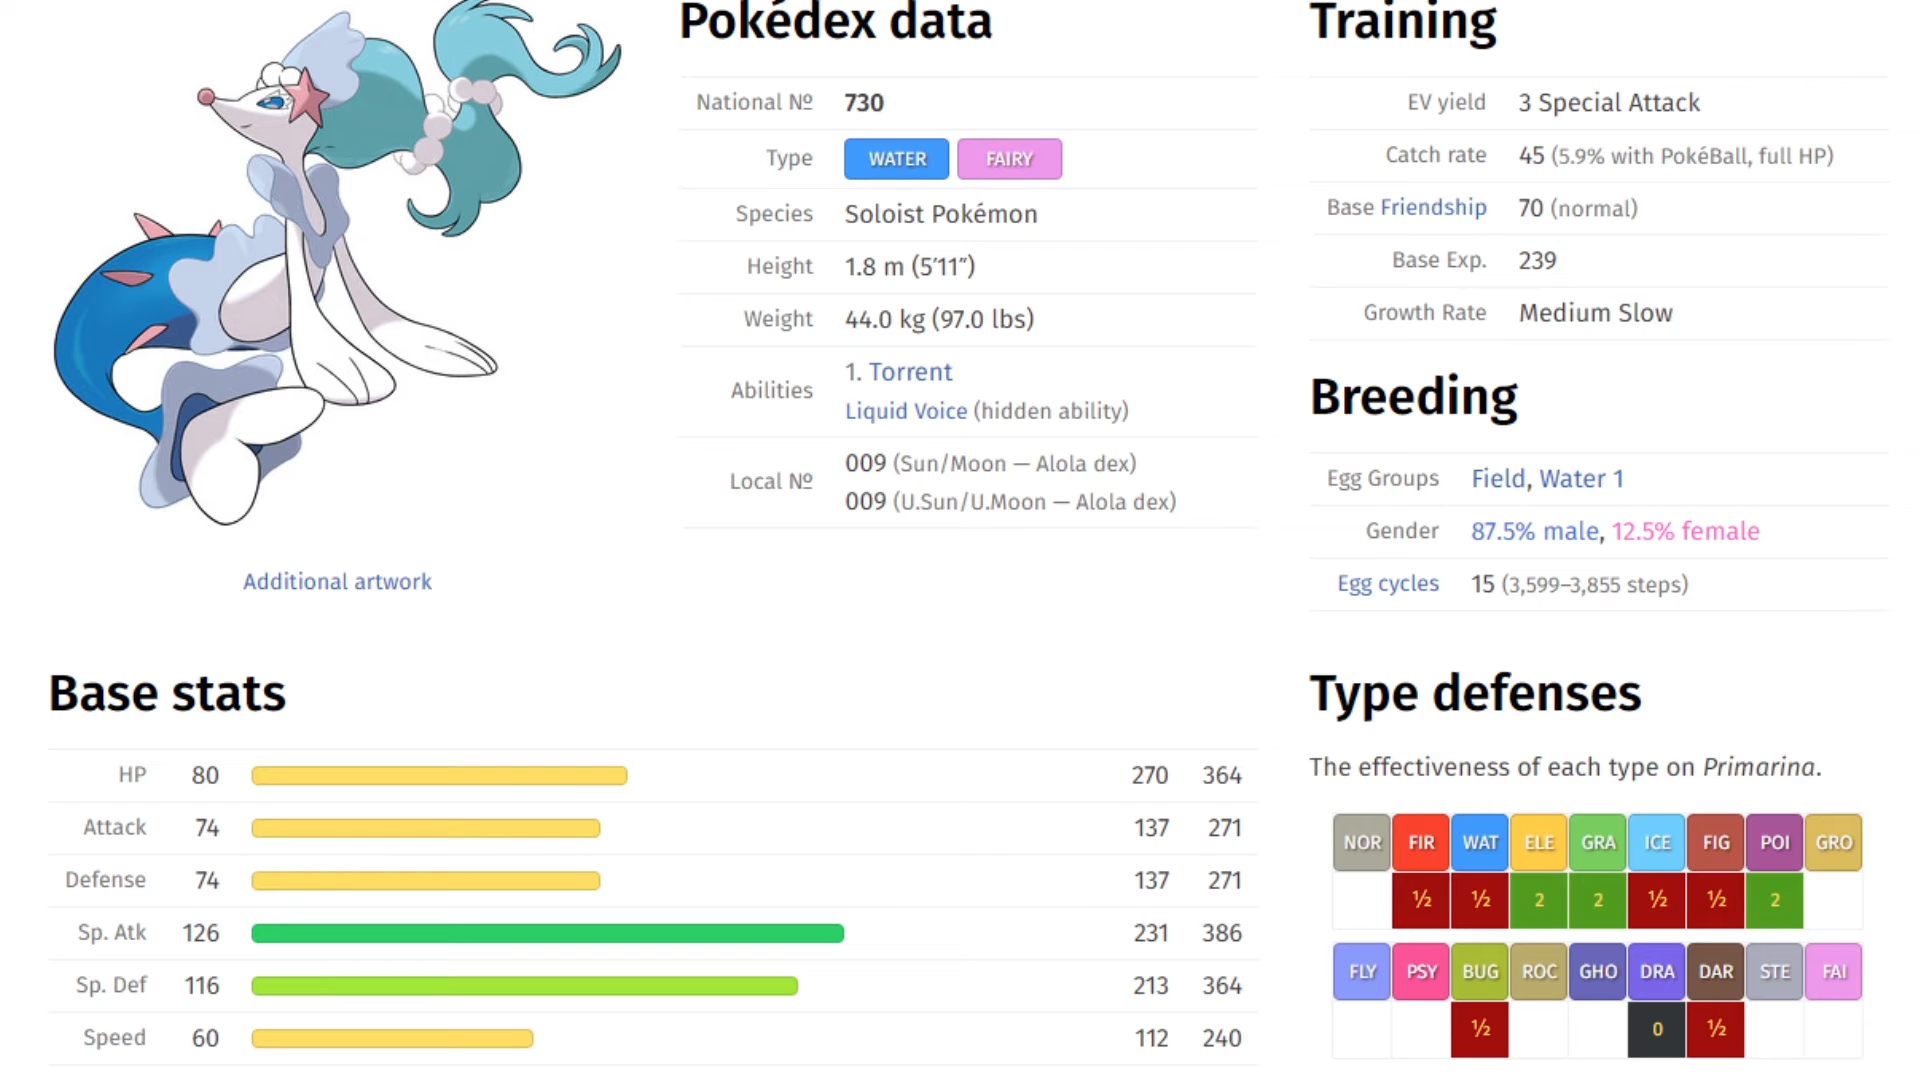 Pokédex data
National № 730
Type WATER FAIRY
Species Soloist Pokémon
Height 1.8 m (5′11″)
Weight 44.0 kg (97.0 lbs)
Abilities 1. Torrent
Liquid Voice (hidden ability)
Local № 009 (Sun/Moon — Alola dex)
009 (U.Sun/U.Moon — Alola dex)
Additional artwork
Training
EV yield 3 Special Attack
Catch rate 45 (5.9% with PokéBall, full HP)
Base Friendship 70 (normal)
Base Exp. 239
Growth Rate Medium Slow
Breeding
Egg Groups Field, Water 1
Gender 87.5% male, 12.5% female
Egg cycles 15 (3,599–3,855 steps)
Base stats
HP 80 270 364
Attack 74 137 271
Defense 74 137 271
Sp. Atk 126 231 386
Sp. Def 116 213 364
Speed 60 112 240
Type defenses
The effectiveness of each type on Primarina.
NOR FIR WAT ELE GRA ICE FIG POI GRO
½ ½ 2 2 ½ ½ 2
FLY PSY BUG ROC GHO DRA DAR STE FAI
½ 0 ½